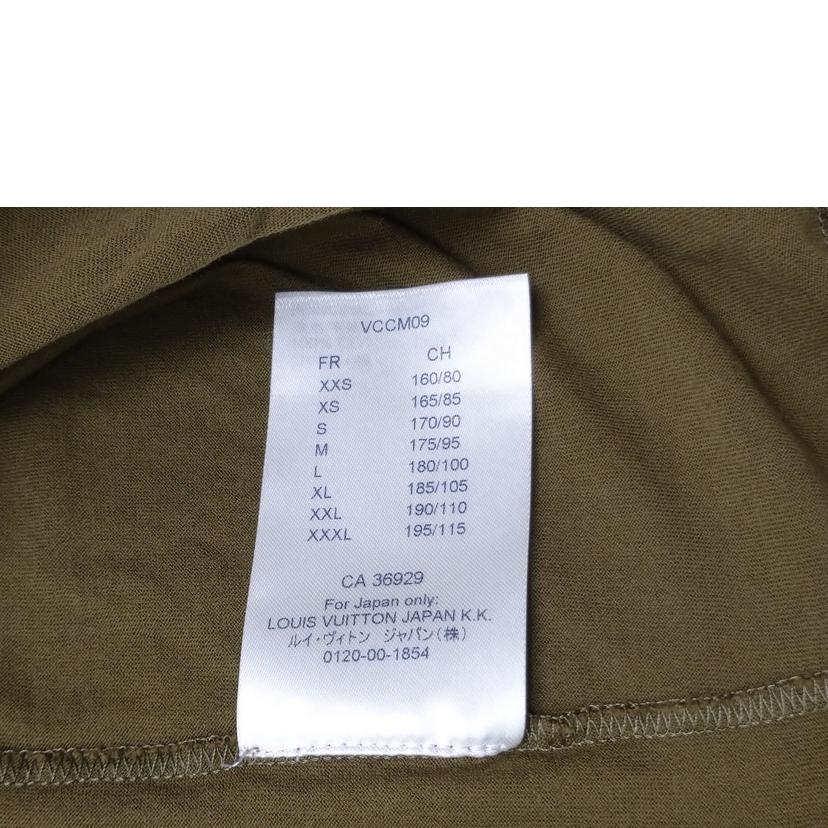 VCCM09
FR CH
XXS 160/80
XS 165/85
S 170/90
M 175/95
L 180/100
XL 185/105
XXL 190/110
XXXL 195/115
CA 36929
For Japan only:
LOUIS VUITTON JAPAN K.K.
ルイ・ヴィトン ジャパン(株)
0120-00-1854